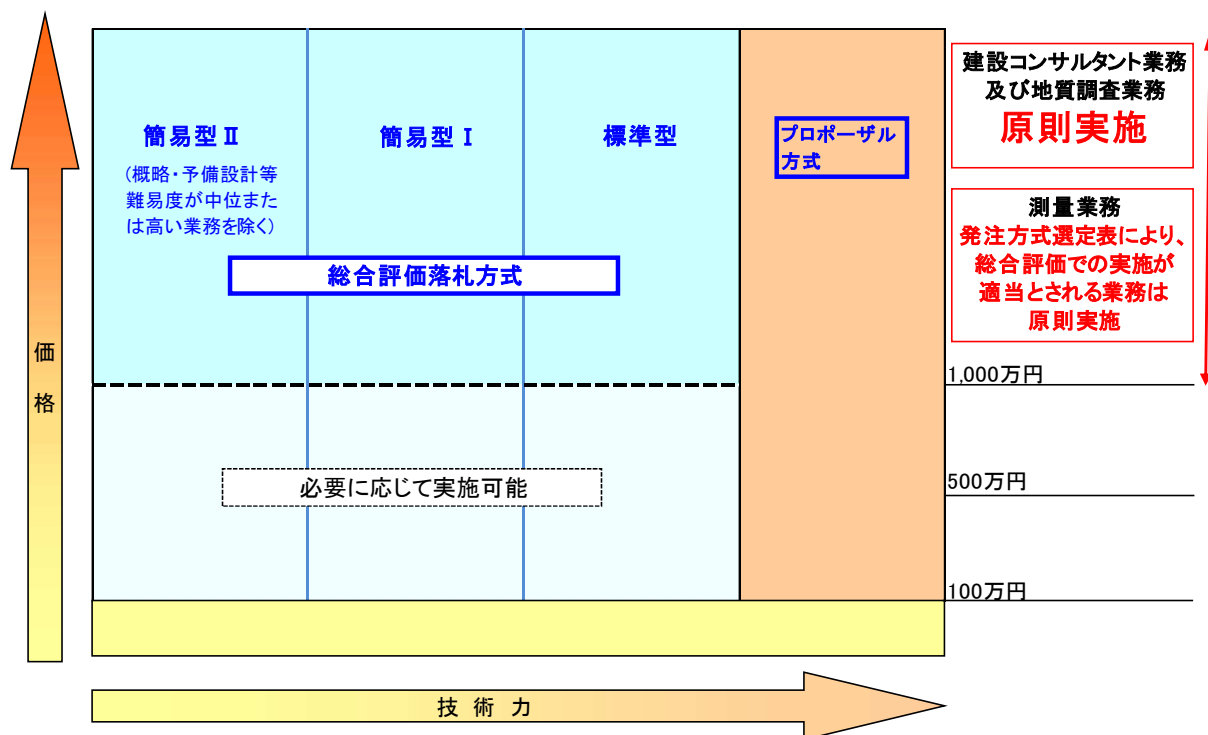 簡易型Ⅱ
(概略・予備設計等
難易度が中位また
は高い業務を除く)
簡易型Ⅰ
標準型
プロポーザル
方式
総合評価落札方式
必要に応じて実施可能
建設コンサルタント業務
及び地質調査業務
原則実施
測量業務
発注方式選定表により、
総合評価での実施が
適当とされる業務は
原則実施
1,000万円
500万円
100万円
価格
技術力